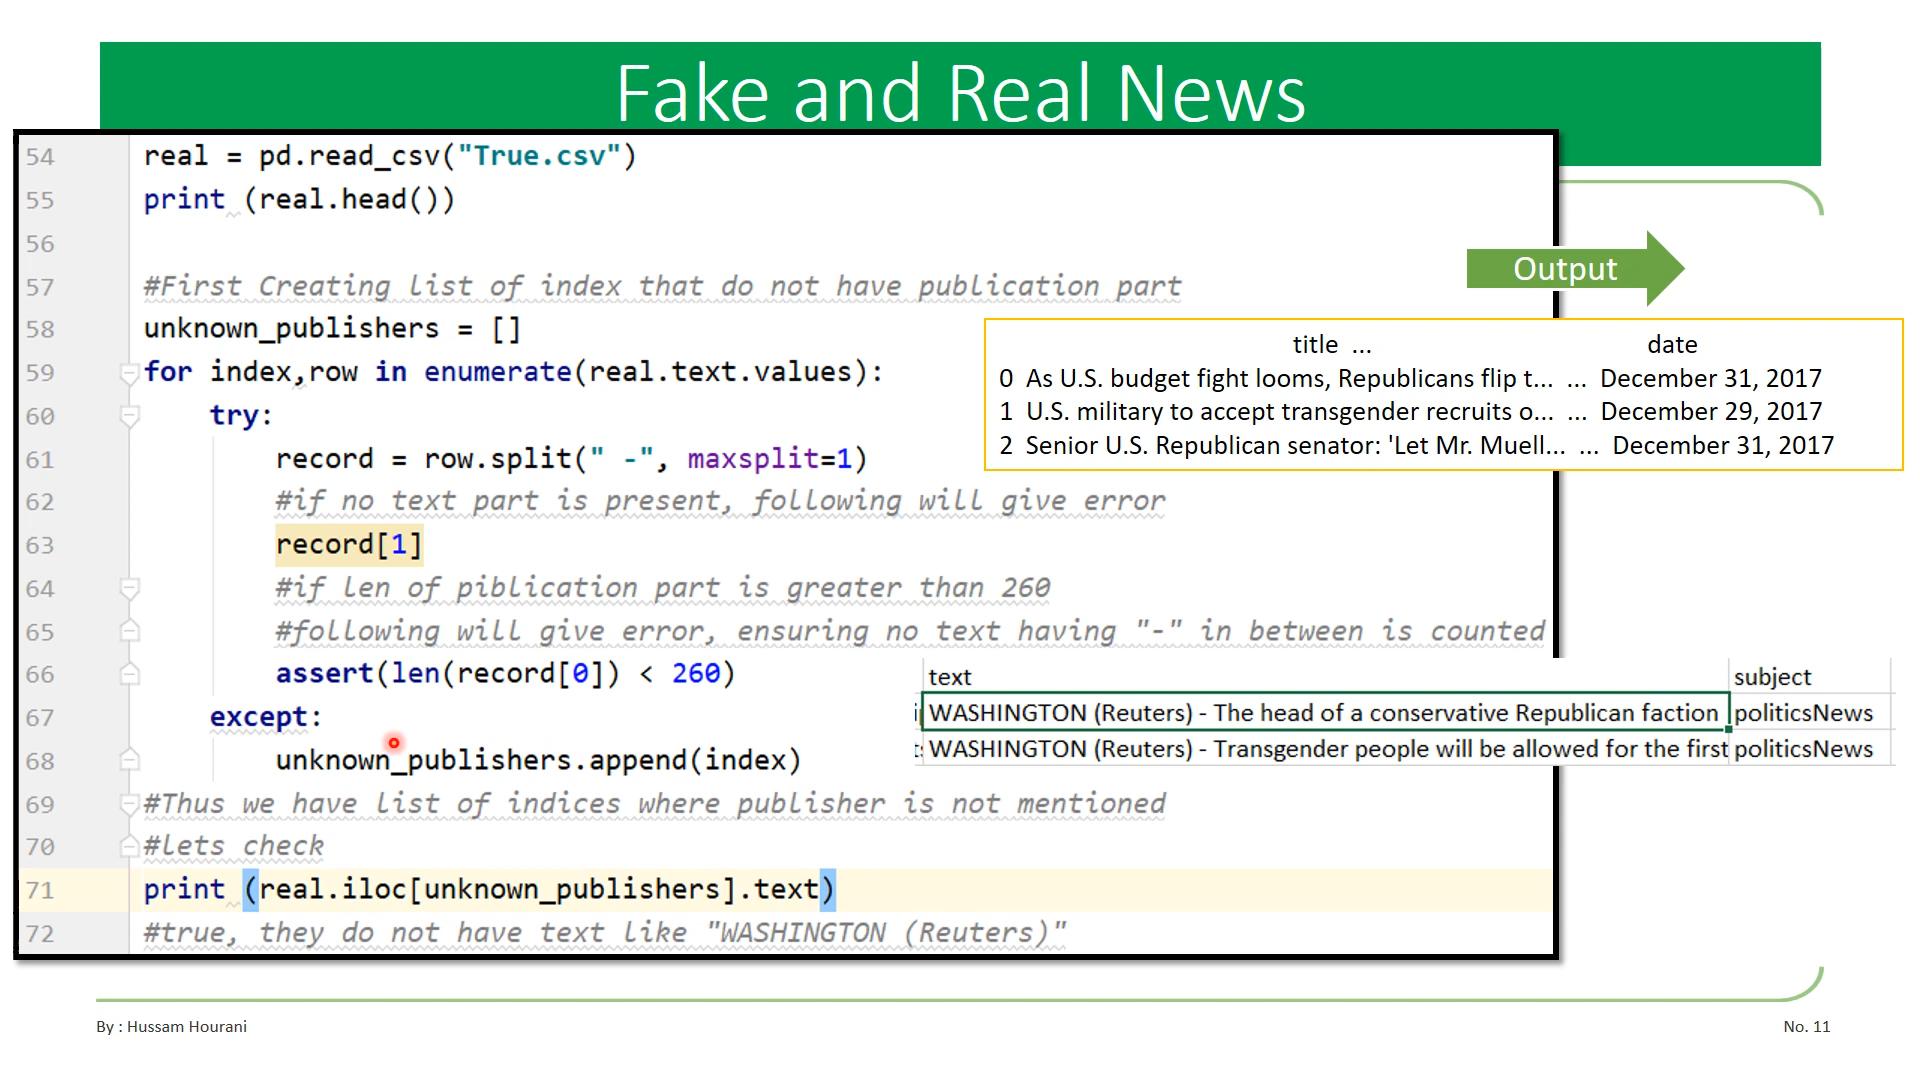 Fake and Real News
54 real = pd.read_csv("True.csv")
55 print (real.head())
56
57 #First Creating list of index that do not have publication part
58 unknown_publishers = []
59 for index,row in enumerate(real.text.values):
60 try:
61 record = row.split(" -", maxsplit=1)
62 #if no text part is present, following will give error
63 record[1]
64 #if len of piblication part is greater than 260
65 #following will give error, ensuring no text having "-" in between is counted
66 assert(len(record[0]) < 260)
67 except:
68 unknown_publishers.append(index)
69 #Thus we have list of indices where publisher is not mentioned
70 #lets check
71 print (real.iloc[unknown_publishers].text)
72 #true, they do not have text like "WASHINGTON (Reuters)"
Output
title ... date
0 As U.S. budget fight looms, Republicans flip t... ... December 31, 2017
1 U.S. military to accept transgender recruits o... ... December 29, 2017
2 Senior U.S. Republican senator: 'Let Mr. Muell... ... December 31, 2017
text subject
WASHINGTON (Reuters) - The head of a conservative Republican faction politicsNews
WASHINGTON (Reuters) - Transgender people will be allowed for the first politicsNews
By : Hussam Hourani
No. 11